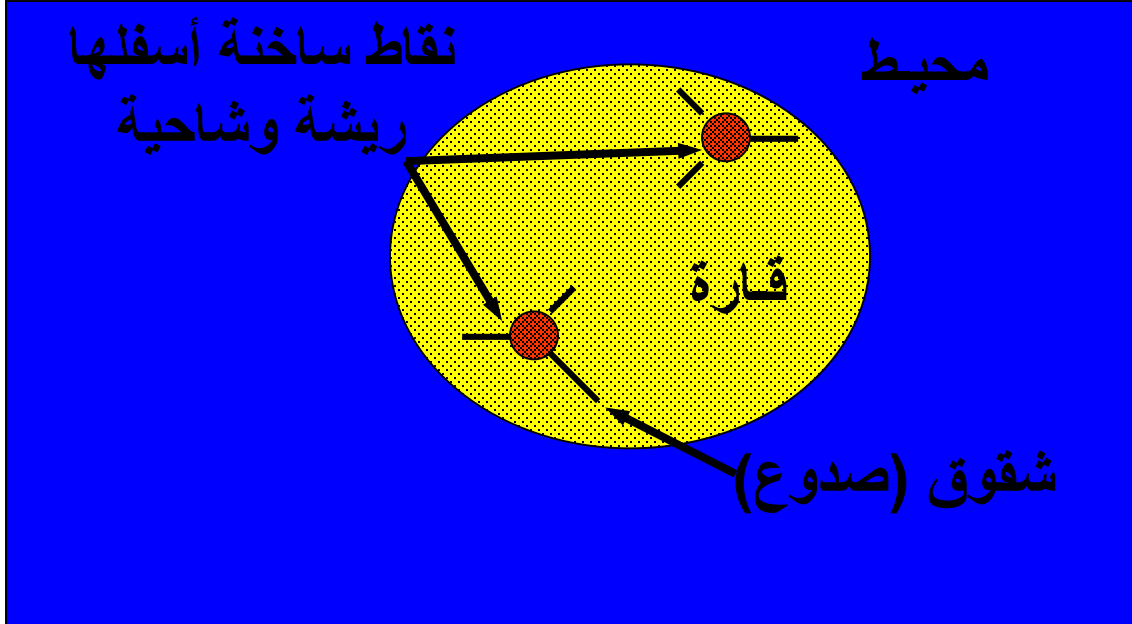 محيط
نقاط ساخنة أسفلها
ريشة وشاحية
قارة
شقوق (صدوع)